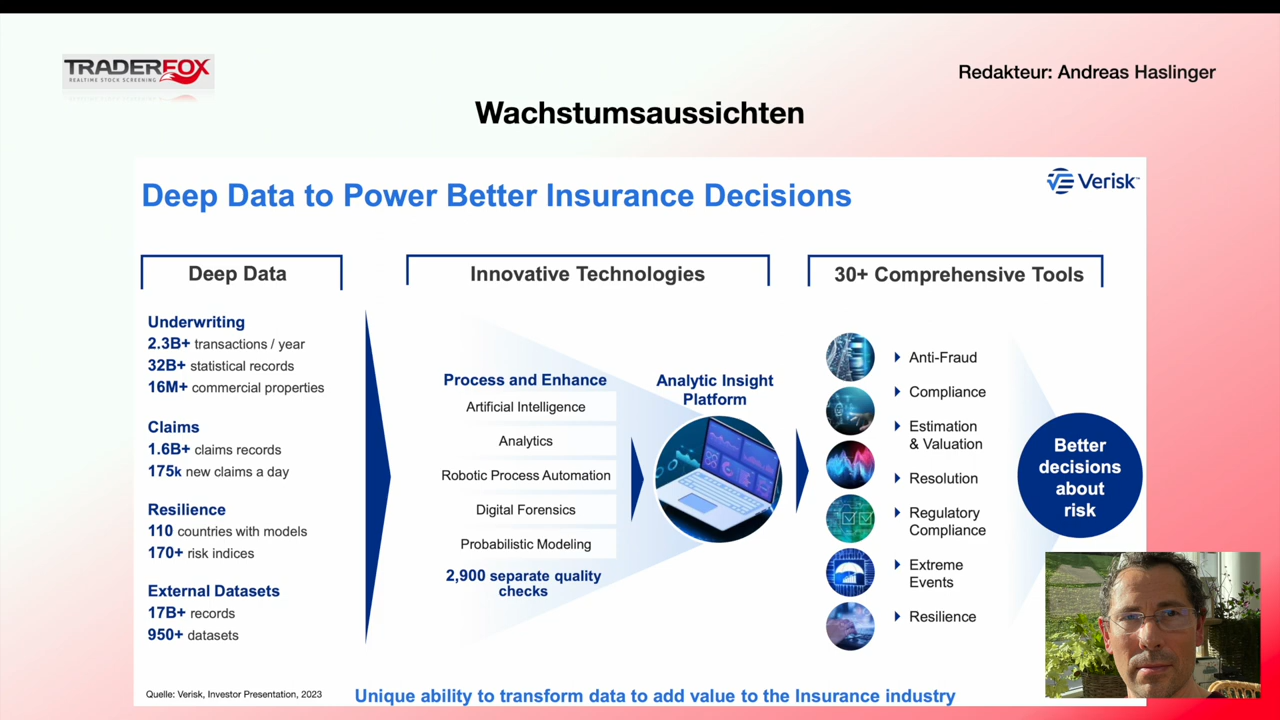 TRADERFOX
REALTIME STOCK SCREENING
Redakteur: Andreas Haslinger
Wachstumsaussichten
Deep Data to Power Better Insurance Decisions
Verisk™
Deep Data
Underwriting
2.3B+ transactions / year
32B+ statistical records
16M+ commercial properties
Claims
1.6B+ claims records
175k new claims a day
Resilience
110 countries with models
170+ risk indices
External Datasets
17B+ records
950+ datasets
Innovative Technologies
Process and Enhance
Artificial Intelligence
Analytics
Robotic Process Automation
Digital Forensics
Probabilistic Modeling
2,900 separate quality
checks
Analytic Insight
Platform
30+ Comprehensive Tools
Anti-Fraud
Compliance
Estimation
& Valuation
Resolution
Regulatory
Compliance
Extreme
Events
Resilience
Better
decisions
about
risk
Quelle: Verisk, Investor Presentation, 2023
Unique ability to transform data to add value to the Insurance industry